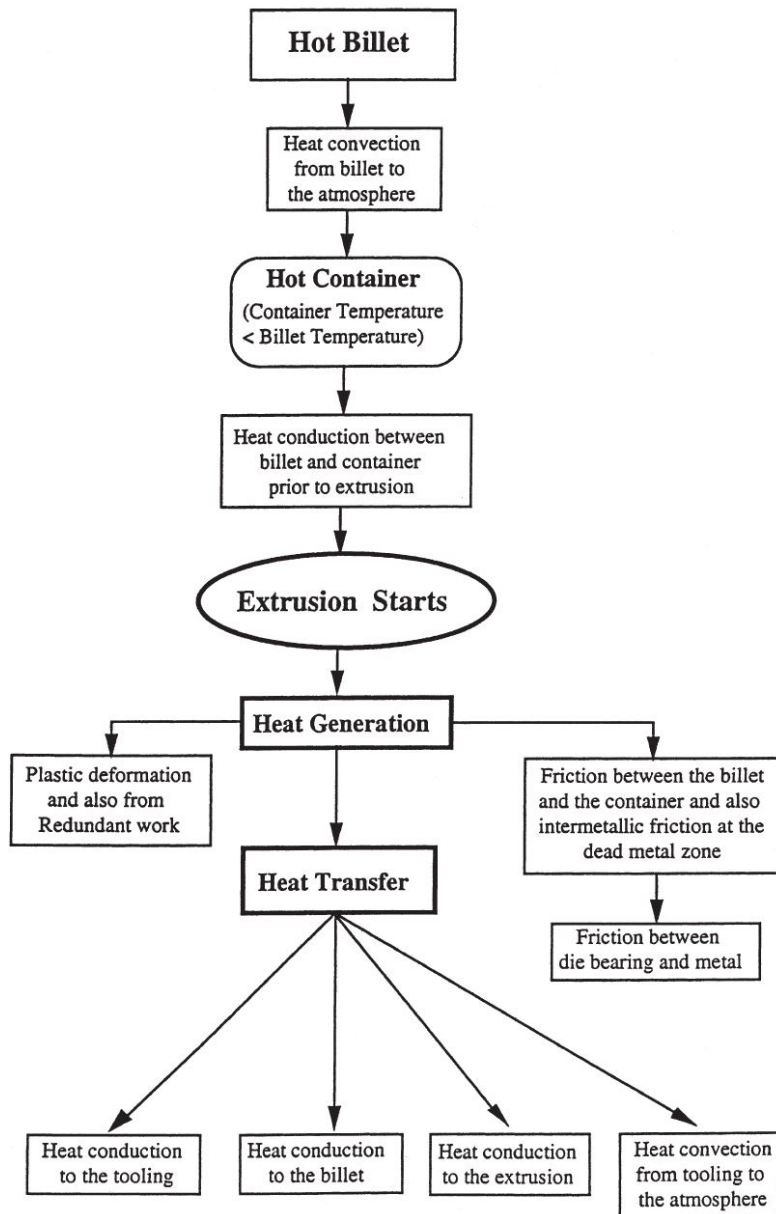 Hot Billet
Heat convection
from billet to
the atmosphere
Hot Container
(Container Temperature
< Billet Temperature)
Heat conduction between
billet and container
prior to extrusion
Extrusion Starts
Heat Generation
Plastic deformation
and also from
Redundant work
Friction between the billet
and the container and also
intermetallic friction at the
dead metal zone
Heat Transfer
Friction between
die bearing and metal
Heat conduction
to the tooling
Heat conduction
to the billet
Heat conduction
to the extrusion
Heat convection
from tooling to
the atmosphere